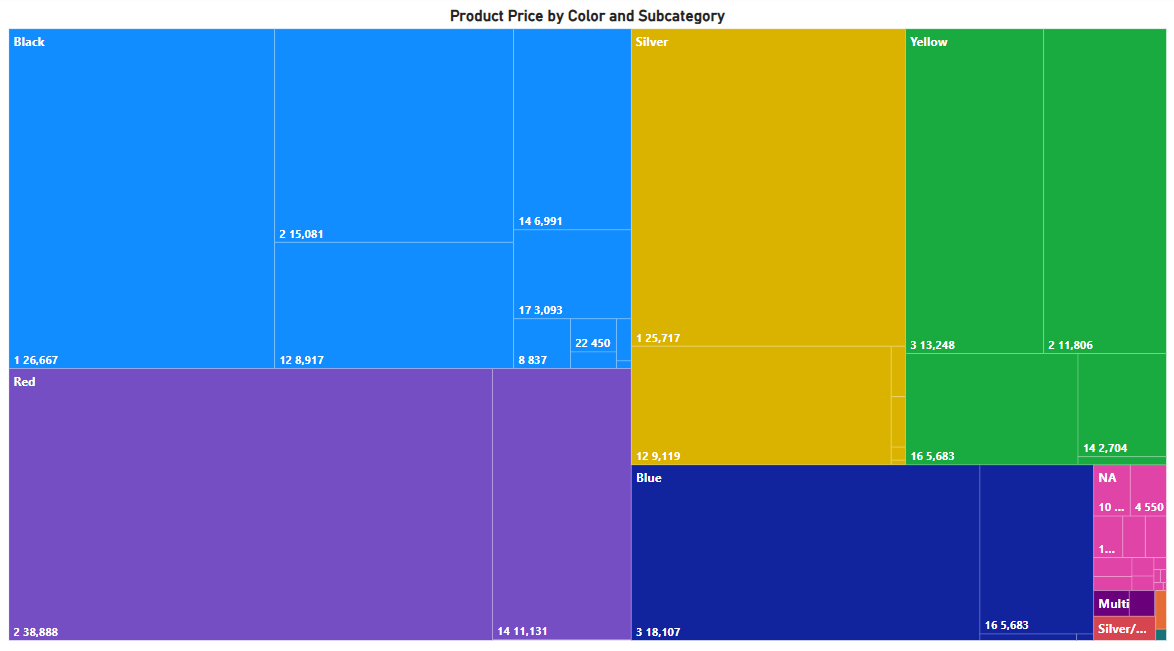 Product Price by Color and Subcategory
Black
1 26,667
2 15,081
12 8,917
14 6,991
17 3,093
8 837
22 450
Red
2 38,888
14 11,131
Silver
1 25,717
12 9,119
Yellow
3 13,248
2 11,806
16 5,683
14 2,704
Blue
3 18,107
16 5,683
NA
10 ...
4 550
1...
Multi
Silver/...